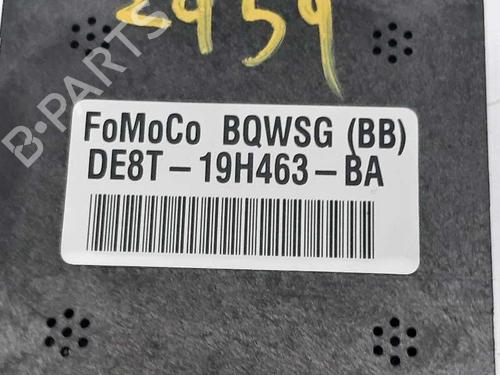 2959
FoMoCo BQWSG (BB)
DE8T-19H463-BA
B-PARTS